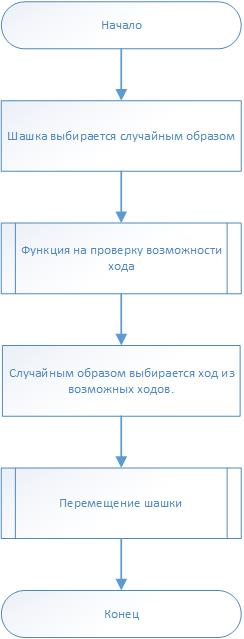 Начало
Шашка выбирается случайным образом
Функция на проверку возможности
хода
Случайным образом выбирается ход из
возможных ходов.
Перемещение шашки
Конец